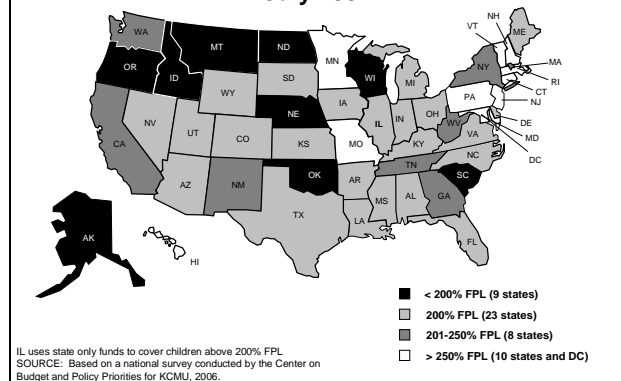 WA
MT
ND
MN
VT
NH
ME
OR
ID
SD
WI
MI
NY
MA
RI
CT
NJ
WY
IA
PA
NE
NV
UT
CO
IL
IN
OH
WV
DE
MD
DC
CA
KS
MO
KY
VA
AZ
NM
OK
AR
TN
NC
SC
TX
MS
AL
GA
LA
FL
AK
HI
< 200% FPL (9 states)
200% FPL (23 states)
201-250% FPL (8 states)
> 250% FPL (10 states and DC)
IL uses state only funds to cover children above 200% FPL
SOURCE: Based on a national survey conducted by the Center on
Budget and Policy Priorities for KCMU, 2006.